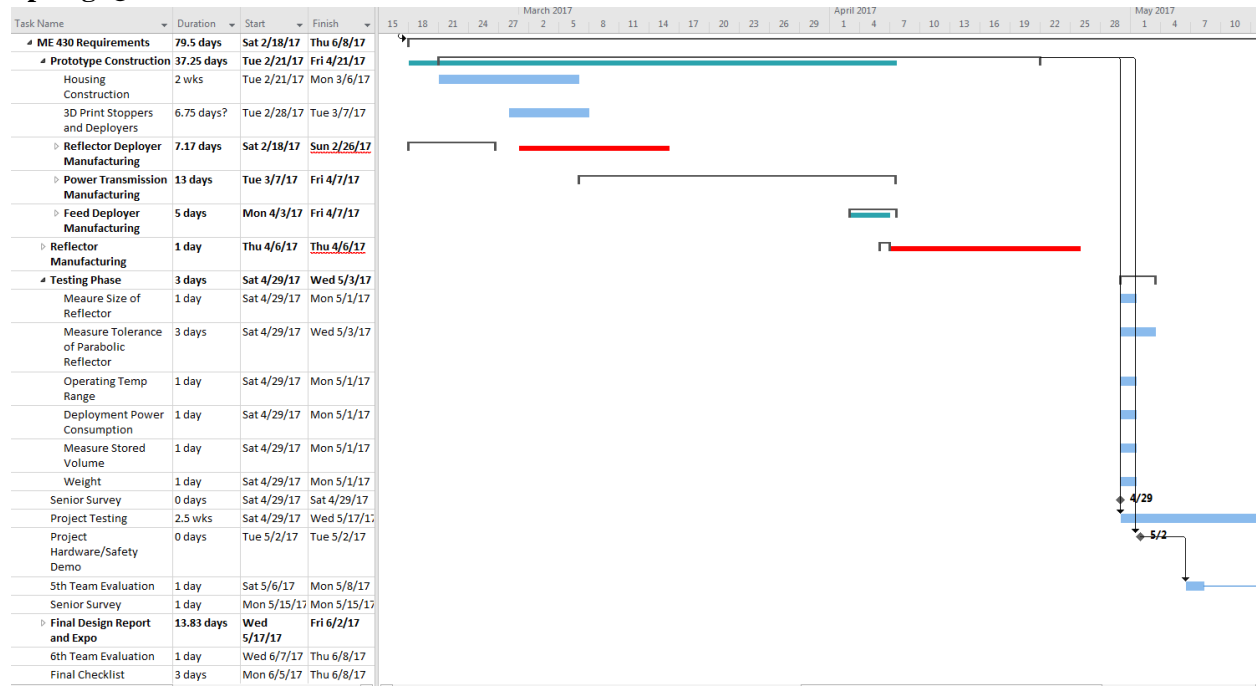 March 2017 April 2017 May 2017
Task Name Duration Start Finish 15 18 21 24 27 2 5 8 11 14 17 20 23 26 29 1 4 7 10 13 16 19 22 25 28 1 4 7 10
ME 430 Requirements 79.5 days Sat 2/18/17 Thu 6/8/17
Prototype Construction 37.25 days Tue 2/21/17 Fri 4/21/17
Housing 2 wks Tue 2/21/17 Mon 3/6/17
Construction
3D Print Stoppers 6.75 days? Tue 2/28/17 Tue 3/7/17
and Deployers
Reflector Deployer 7.17 days Sat 2/18/17 Sun 2/26/17
Manufacturing
Power Transmission 13 days Tue 3/7/17 Fri 4/7/17
Manufacturing
Feed Deployer 5 days Mon 4/3/17 Fri 4/7/17
Manufacturing
Reflector 1 day Thu 4/6/17 Thu 4/6/17
Manufacturing
Testing Phase 3 days Sat 4/29/17 Wed 5/3/17
Meaure Size of 1 day Sat 4/29/17 Mon 5/1/17
Reflector
Measure Tolerance 3 days Sat 4/29/17 Wed 5/3/17
of Parabolic
Reflector
Operating Temp 1 day Sat 4/29/17 Mon 5/1/17
Range
Deployment Power 1 day Sat 4/29/17 Mon 5/1/17
Consumption
Measure Stored 1 day Sat 4/29/17 Mon 5/1/17
Volume
Weight 1 day Sat 4/29/17 Mon 5/1/17
Senior Survey 0 days Sat 4/29/17 Sat 4/29/17 4/29
Project Testing 2.5 wks Sat 4/29/17 Wed 5/17/17
Project 0 days Tue 5/2/17 Tue 5/2/17 5/2
Hardware/Safety
Demo
5th Team Evaluation 1 day Sat 5/6/17 Mon 5/8/17
Senior Survey 1 day Mon 5/15/17 Mon 5/15/17
Final Design Report 13.83 days Wed Fri 6/2/17
and Expo 5/17/17
6th Team Evaluation 1 day Wed 6/7/17 Thu 6/8/17
Final Checklist 3 days Mon 6/5/17 Thu 6/8/17